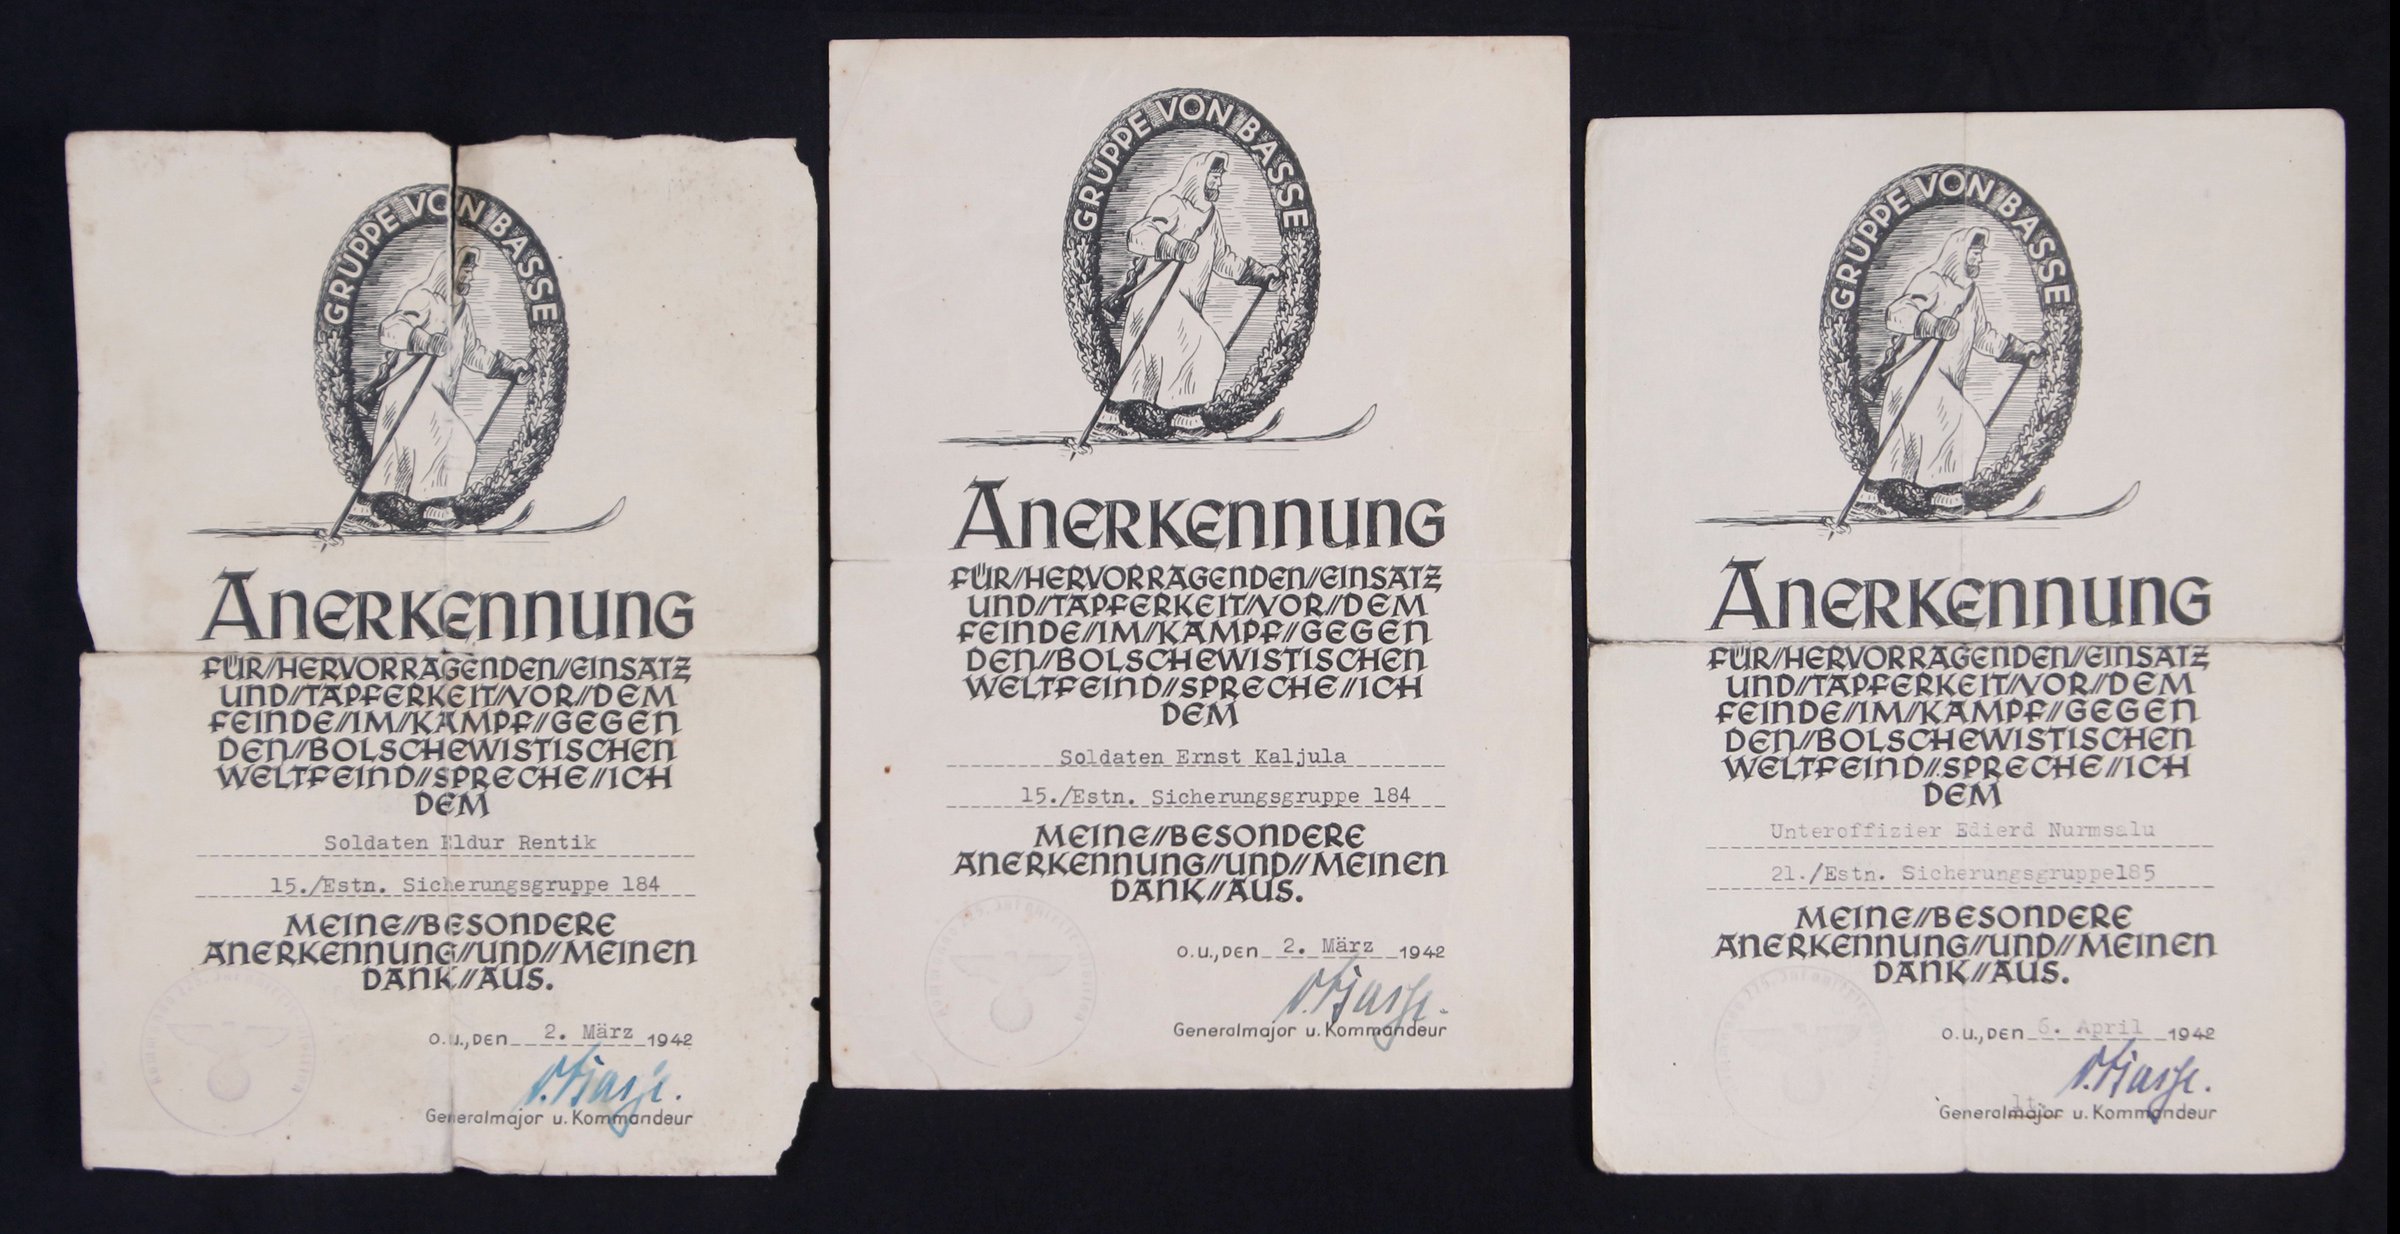 GRUPPE VON BASSE
ANERKENNUNG
FÜR//HERVORRAGENDEN//EINSATZ
UND//TAPFERKEIT//VOR//DEM
FEINDE//IM//KAMPF//GEGEN
DEN//BOLSCHEWISTISCHEN
WELTFEIND//SPRECHE//ICH
DEM
Soldaten Eldur Rentik
15./Estn. Sicherungsgruppe 184
MEINE//BESONDERE
ANERKENNUNG//UND//MEINEN
DANK//AUS.
O.U., DEN 2. März 1942
v. Basse.
Generalmajor u. Kommandeur
GRUPPE VON BASSE
ANERKENNUNG
FÜR//HERVORRAGENDEN//EINSATZ
UND//TAPFERKEIT//VOR//DEM
FEINDE//IM//KAMPF//GEGEN
DEN//BOLSCHEWISTISCHEN
WELTFEIND//SPRECHE//ICH
DEM
Soldaten Ernst Kaljula
15./Estn. Sicherungsgruppe 184
MEINE//BESONDERE
ANERKENNUNG//UND//MEINEN
DANK//AUS.
O.U., DEN 2. März 1942
v. Basse.
Generalmajor u. Kommandeur
GRUPPE VON BASSE
ANERKENNUNG
FÜR//HERVORRAGENDEN//EINSATZ
UND//TAPFERKEIT//VOR//DEM
FEINDE//IM//KAMPF//GEGEN
DEN//BOLSCHEWISTISCHEN
WELTFEIND//SPRECHE//ICH
DEM
Unteroffizier Edierd Nurmsalu
21./Estn. Sicherungsgruppe185
MEINE//BESONDERE
ANERKENNUNG//UND//MEINEN
DANK//AUS.
O.U., DEN 6. April 1942
v. Basse.
lt.
Generalmajor u. Kommandeur